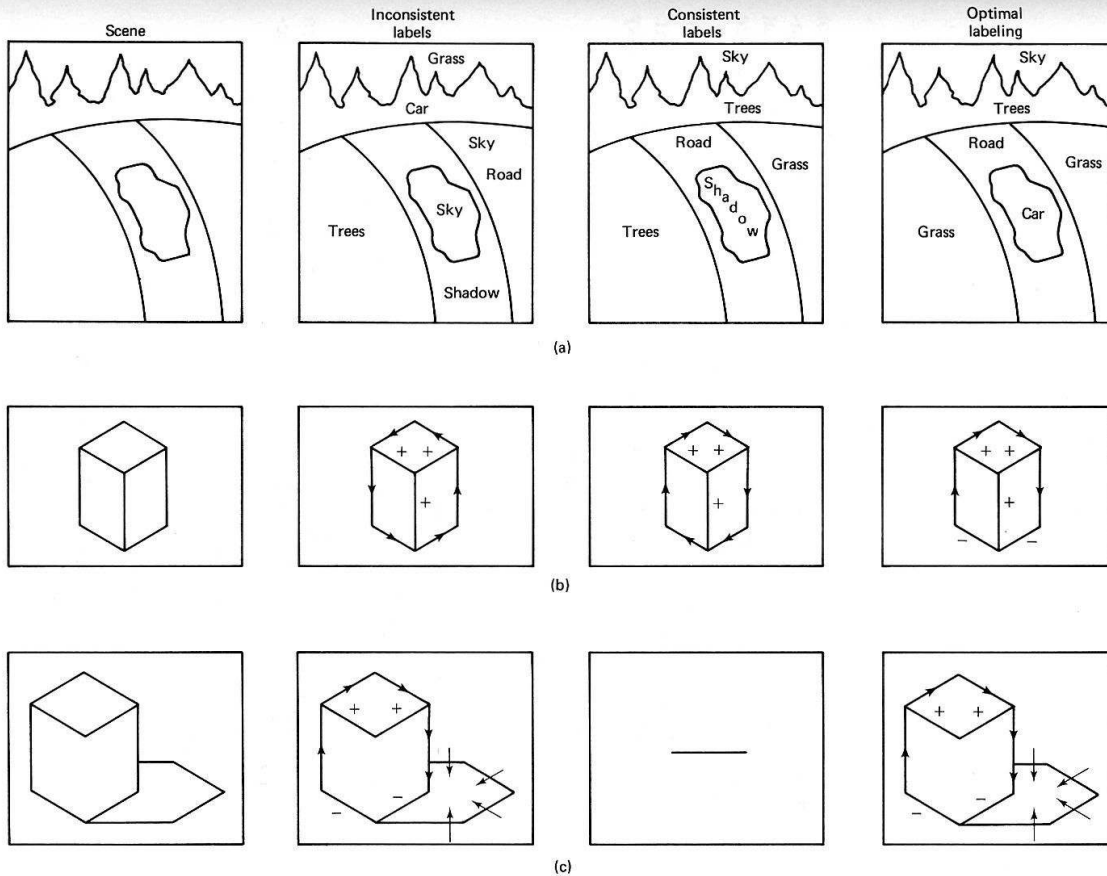 Scene
Inconsistent labels
Consistent labels
Optimal labeling
Grass
Car
Sky
Road
Sky
Trees
Shadow
Sky
Trees
Road
Grass
Shadow
Trees
Sky
Trees
Road
Grass
Car
Grass
(a)
+ +
+
+ +
+
+ +
+
− −
(b)
+ +
−
−
+ +
−
−
(c)